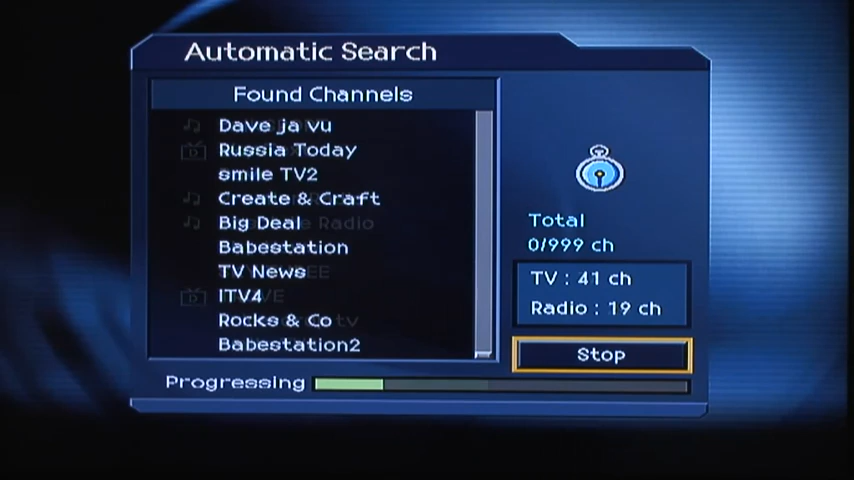 Automatic Search
Found Channels
Dave ja vu
Russia Today
smile TV2
Create & Craft
Big Deal
Radio
Babestation
TV News
ITV4
Rocks & Co
Babestation2
Total
0/999 ch
TV : 41 ch
Radio : 19 ch
Stop
Progressing